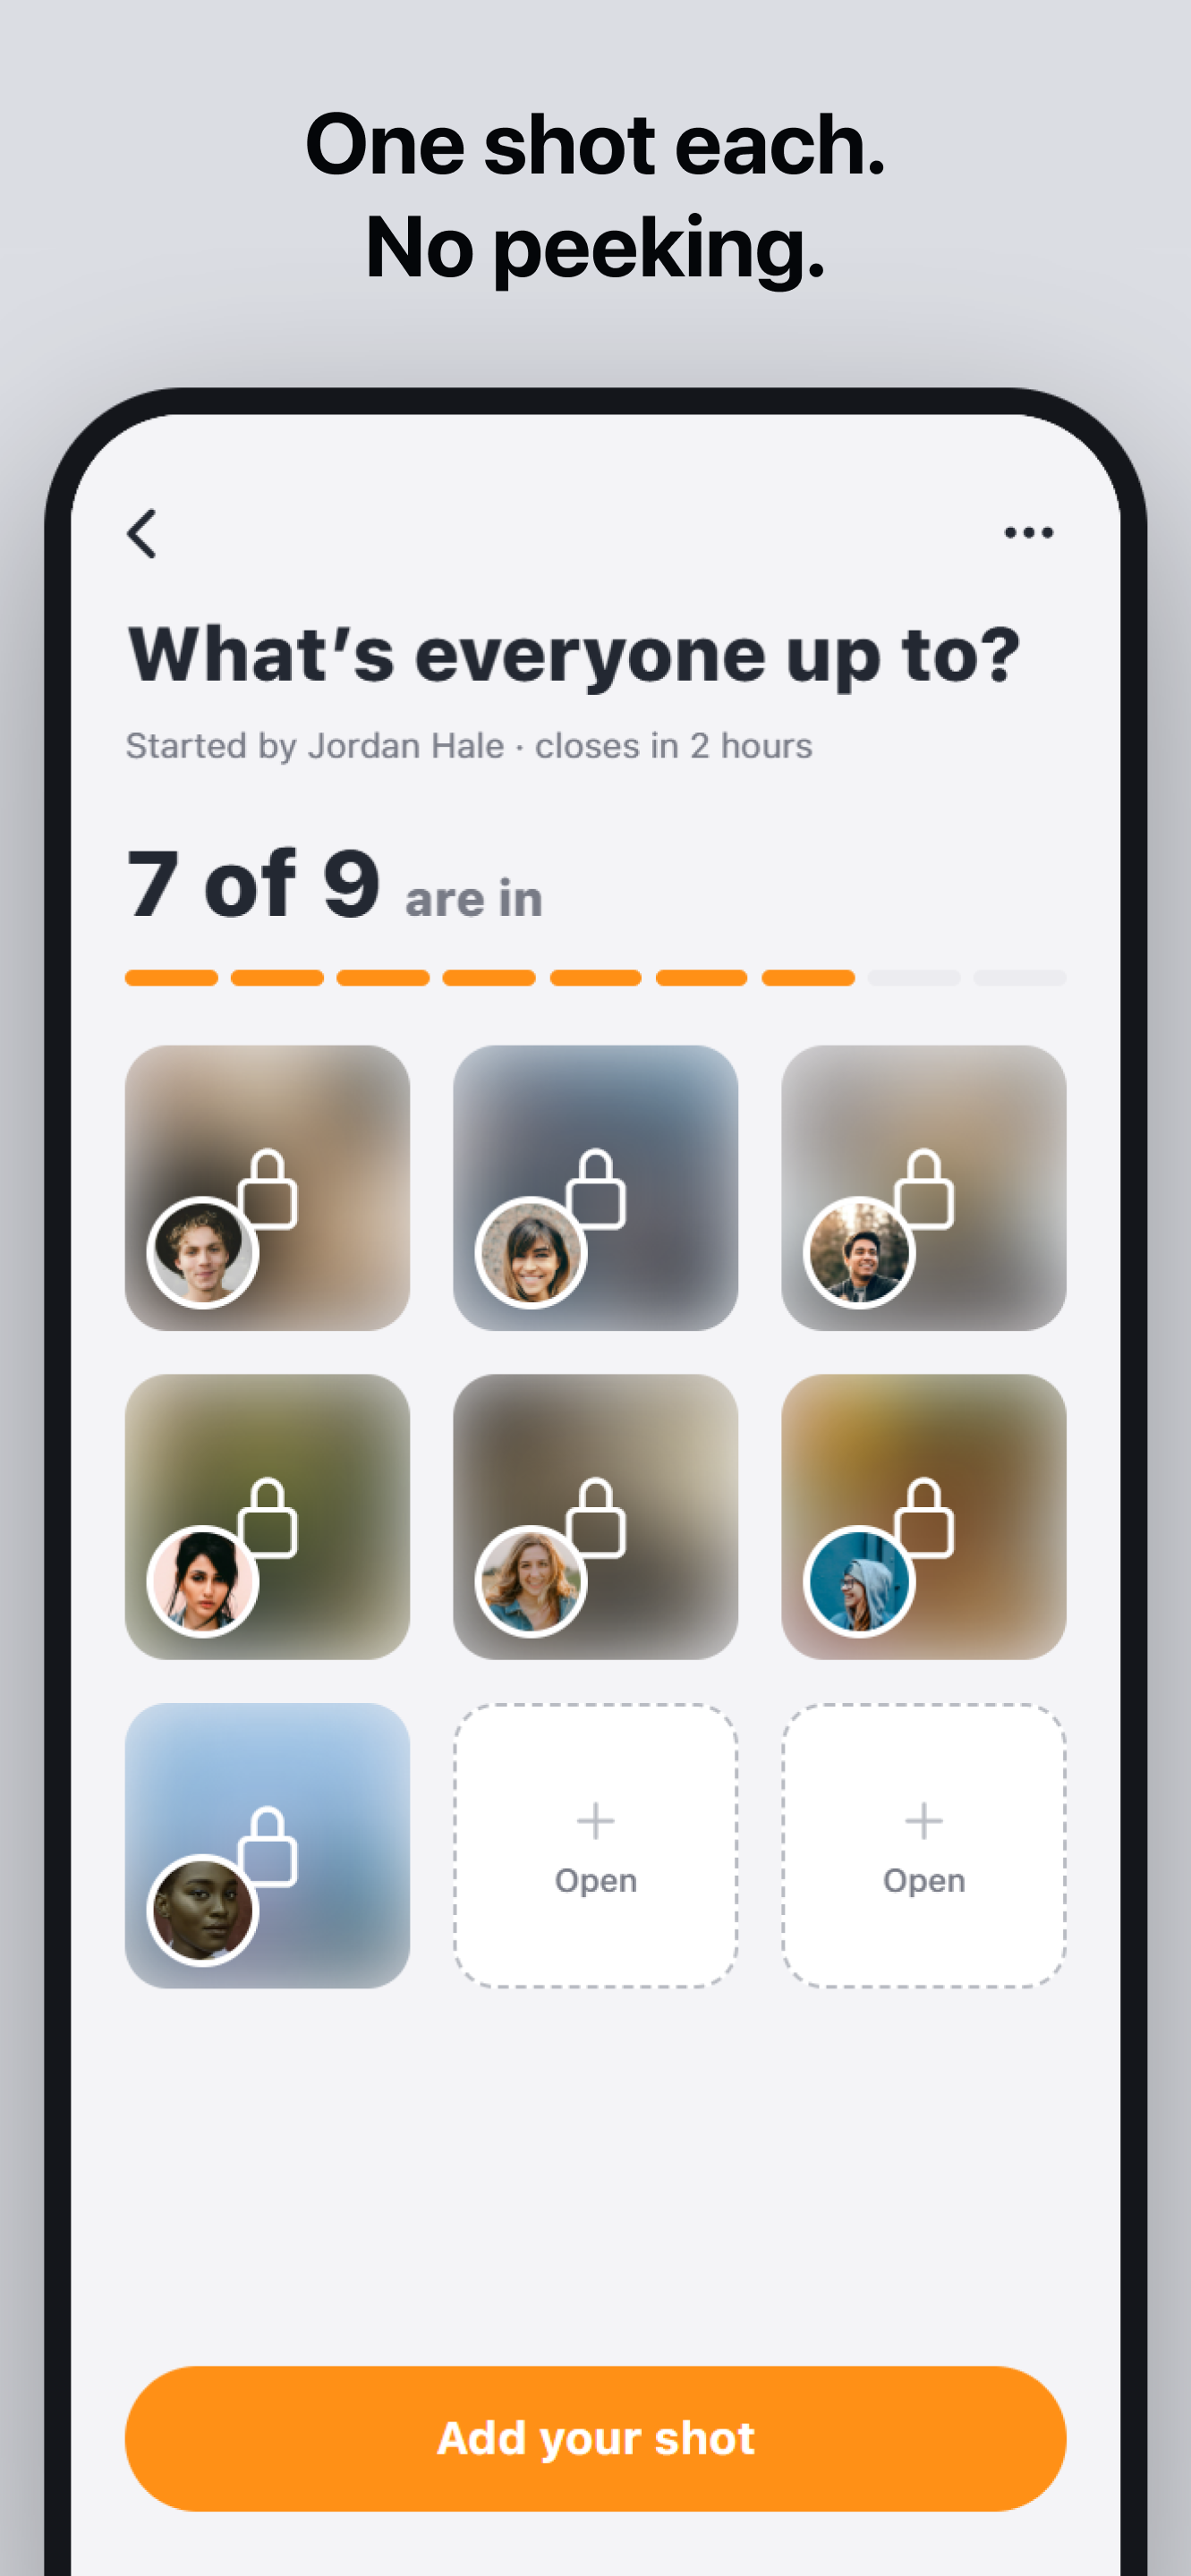 One shot each.
No peeking.
What’s everyone up to?
Started by Jordan Hale · closes in 2 hours
7 of 9 are in
Open
Open
Add your shot